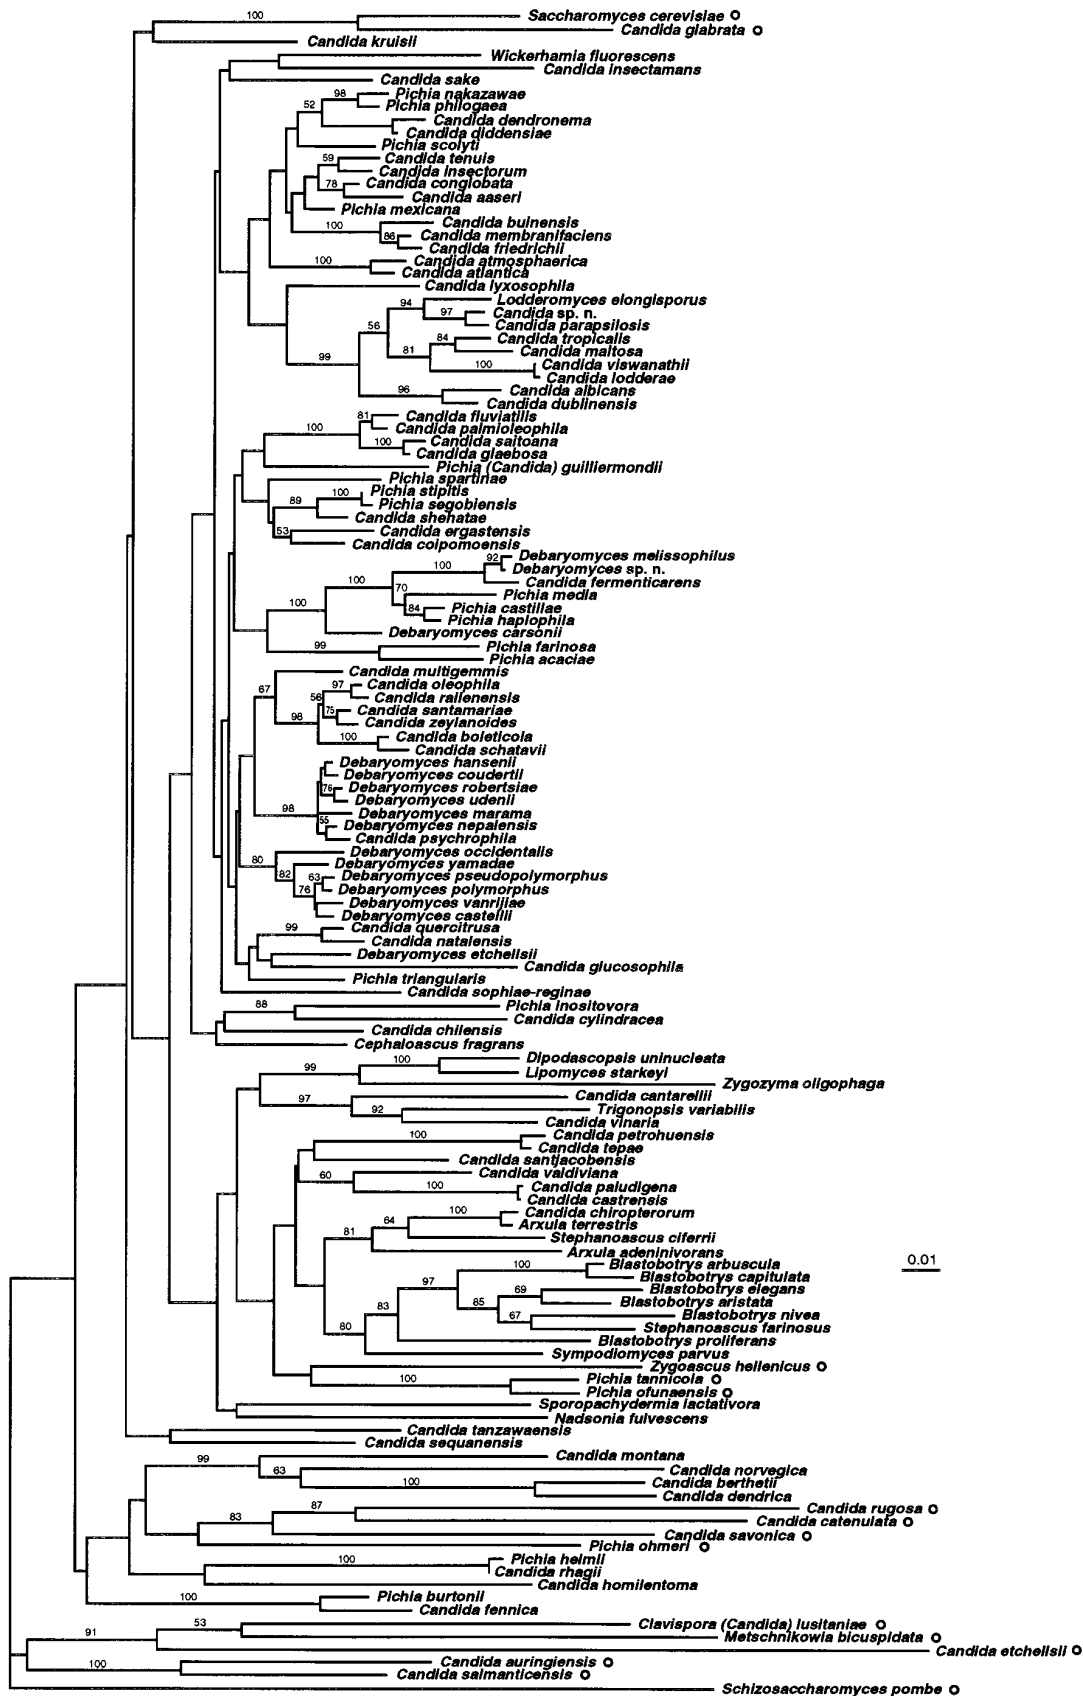 100
Saccharomyces cerevisiae
Candida glabrata
Candida krusii
Wickerhamia fluorescens
Candida insectamans
Candida sake
98
Pichia nakazawae
52
Pichia philogaea
Candida dendronema
Candida diddensiae
Pichia scolyti
59
Candida tenuis
Candida insectorum
78
Candida conglobata
Candida aaseri
Pichia mexicana
100
Candida buinensis
86
Candida membranifaciens
Candida friedrichii
100
Candida atmosphaerica
Candida atlantica
Candida lyxosophila
94
Lodderomyces elongisporus
97
Candida sp. n.
56
Candida parapsilosis
84
Candida tropicalis
81
Candida maltosa
99
100
Candida viswanathii
Candida lodderae
96
Candida albicans
Candida dublinensis
81
Candida fluviatilis
100
Candida palmioleophila
100
Candida saitoana
Candida glaebosa
Pichia (Candida) guilliermondii
Pichia spartinae
100
Pichia stipitis
89
Pichia segobiensis
Candida shehatae
53
Candida ergastensis
Candida coipomoensis
92
Debaryomyces melissophilus
100
Debaryomyces sp. n.
100
Candida fermenticarens
70
Pichia media
100
84
Pichia castillae
Pichia haplophila
Debaryomyces carsonii
99
Pichia farinosa
Pichia acaciae
Candida multigemmis
67
97
Candida oleophila
56
Candida railenensis
98
75
Candida santamariae
Candida zeylanoides
100
Candida boleticola
Candida schatavii
Debaryomyces hansenii
Debaryomyces coudertii
76
Debaryomyces robertsiae
Debaryomyces udenii
98
Debaryomyces marama
55
Debaryomyces nepalensis
Candida psychrophila
80
Debaryomyces occidentalis
Debaryomyces yamadae
82
63
Debaryomyces pseudopolymorphus
76
Debaryomyces polymorphus
Debaryomyces vanrijiae
Debaryomyces castellii
99
Candida quercitrusa
Candida natalensis
Debaryomyces etchellsii
Candida glucosophila
Pichia triangularis
Candida sophiae-reginae
88
Pichia inositovora
Candida cylindracea
Candida chilensis
Cephaloascus fragrans
100
Dipodascopsis uninucleata
99
Lipomyces starkeyi
Zygozyma oligophaga
97
Candida cantarellii
92
Trigonopsis variabilis
Candida vinaria
100
Candida petrohuensis
Candida tepae
Candida santjacobensis
60
Candida valdiviana
100
Candida paludigena
Candida castrensis
100
Candida chiropterorum
64
Arxula terrestris
81
Stephanoascus ciferrii
Arxula adeninivorans
100
Blastobotrys arbuscula
0.01
97
Blastobotrys capitulata
69
Blastobotrys elegans
85
Blastobotrys aristata
83
67
Blastobotrys nivea
Stephanoascus farinosus
80
Blastobotrys proliferans
Sympodiomyces parvus
Zygoascus hellenicus
100
Pichia tannicola
Pichia ofunaensis
Sporopachydermia lactativora
Nadsonia fulvescens
Candida tanzawaensis
Candida sequanensis
99
Candida montana
63
Candida norvegica
100
Candida berthetii
Candida dendrica
87
Candida rugosa
83
Candida catenulata
Candida savonica
Pichia ohmeri
100
Pichia heimii
Candida rhagii
Candida homilentoma
100
Pichia burtonii
Candida fennica
53
Clavispora (Candida) lusitaniae
91
Metschnikowia bicuspidata
Candida etchellsii
100
Candida auringiensis
Candida salmanticensis
Schizosaccharomyces pombe